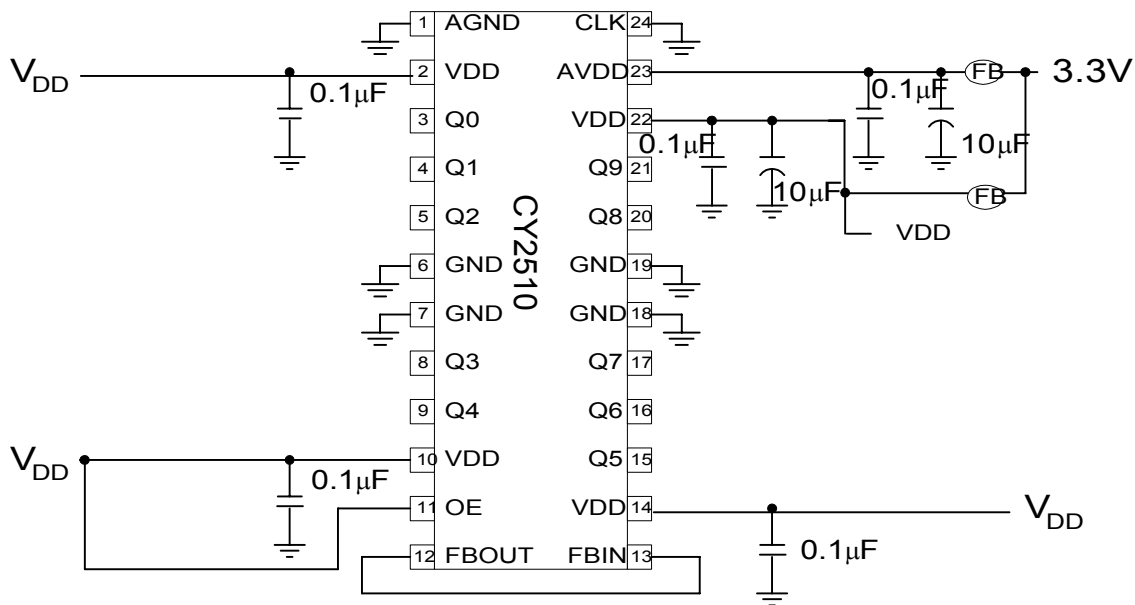 1 AGND CLK 24
V_DD 2 VDD AVDD 23 FB 3.3V
0.1μF 0.1μF
3 Q0 VDD 22 10μF
0.1μF
4 Q1 Q9 21
10μF FB
5 Q2 Q8 20 VDD
CY2510
6 GND GND 19
7 GND GND 18
8 Q3 Q7 17
9 Q4 Q6 16
V_DD 10 VDD Q5 15
0.1μF
11 OE VDD 14 V_DD
12 FBOUT FBIN 13 0.1μF